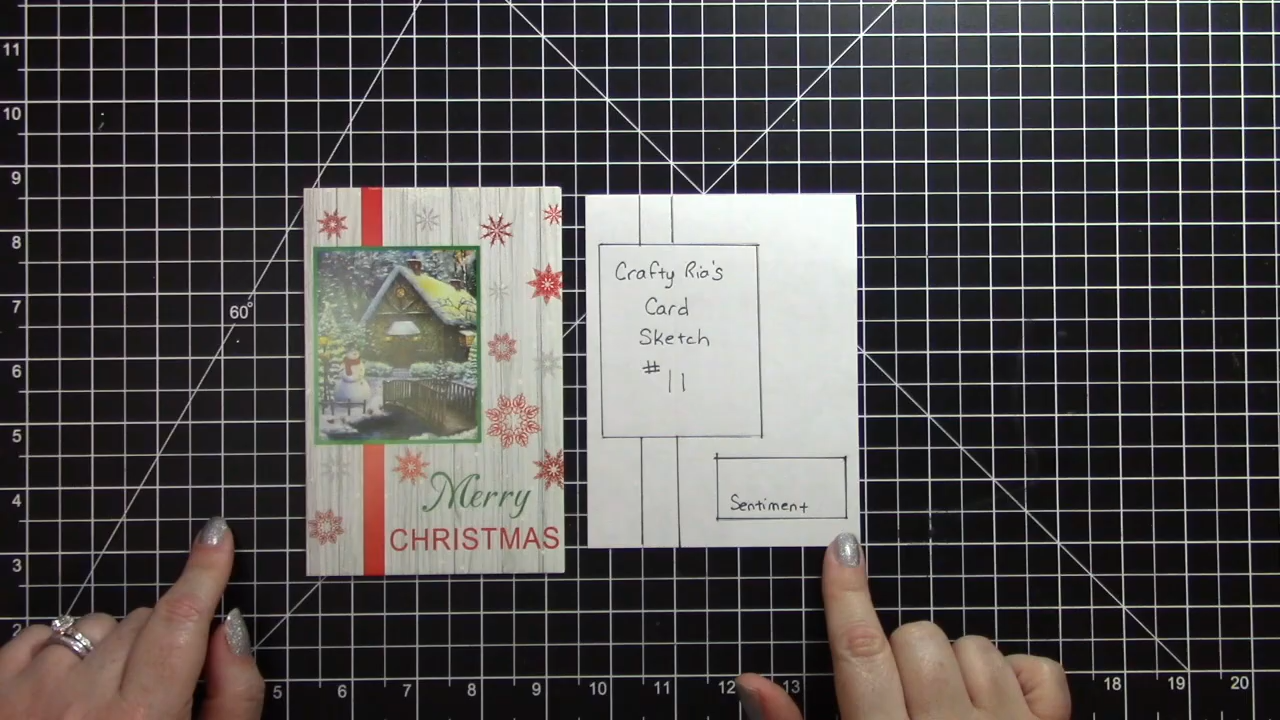 11
10
9
8
7
6
5
4
3
2
60°
Merry
CHRISTMAS
Crafty Ria's
Card
Sketch
# 11
Sentiment
5 6 7 8 9 10 11 12 13 18 19 20